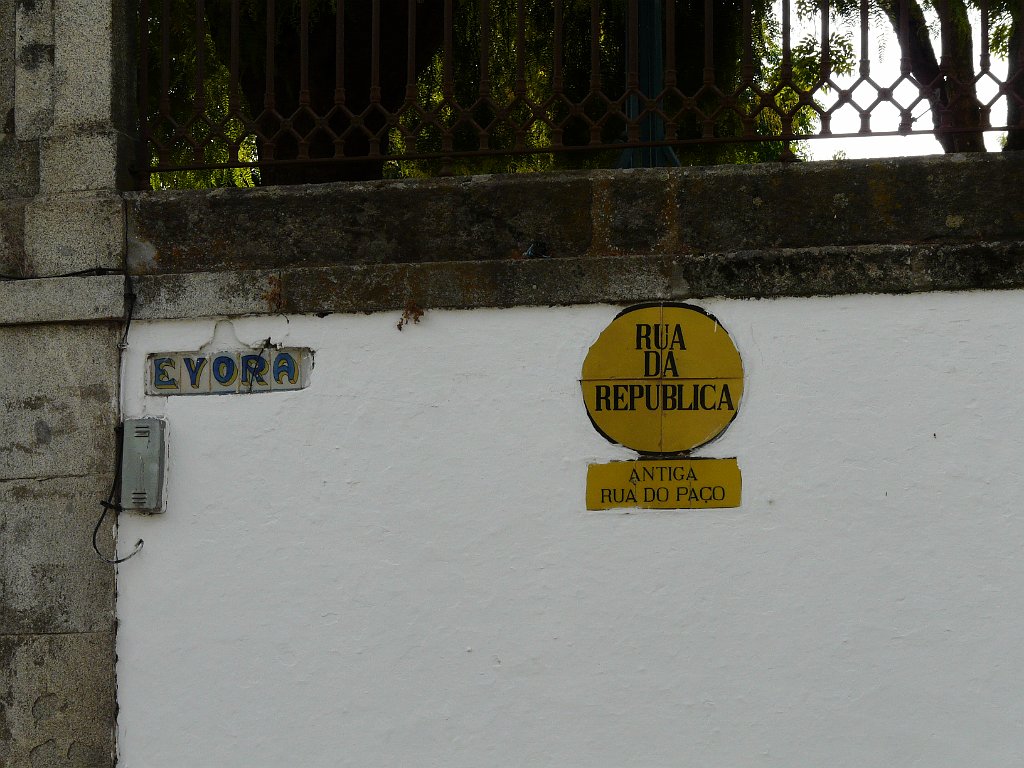 EVORA
RUA
DA
REPUBLICA
ANTIGA
RUA DO PAÇO